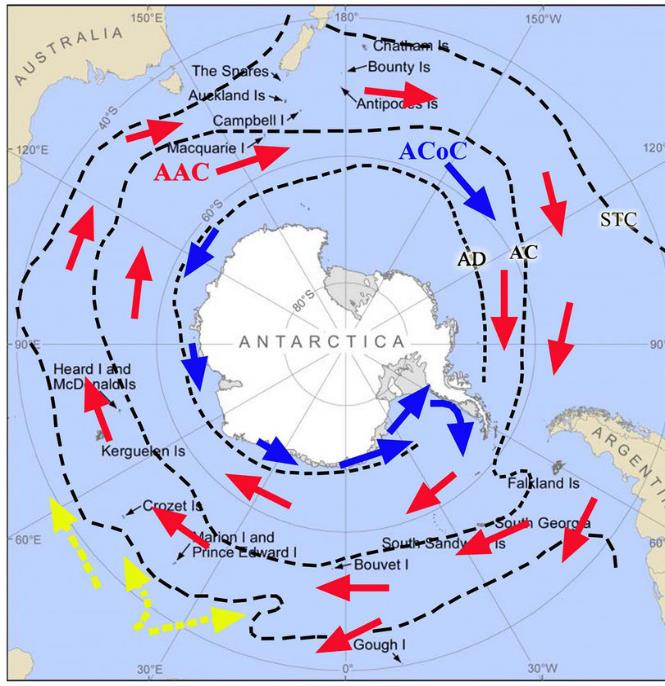 150°E
180°
150°W
AUSTRALIA
Chatham Is
The Snares
Bounty Is
Auckland Is
Antipodes Is
40°S
Campbell I
120°E
Macquarie I
ACoC
120
AAC
60°S
STC
AD
AC
80°S
ANTARCTICA
90°E
90°
Heard I and
McDonald Is
ARGENTI
Kerguelen Is
Falkland Is
Crozet Is
South Georgia
Marion I and
Prince Edward I
South Sandwich Is
60°E
60°W
Bouvet I
Gough I
30°E
0°
30°W